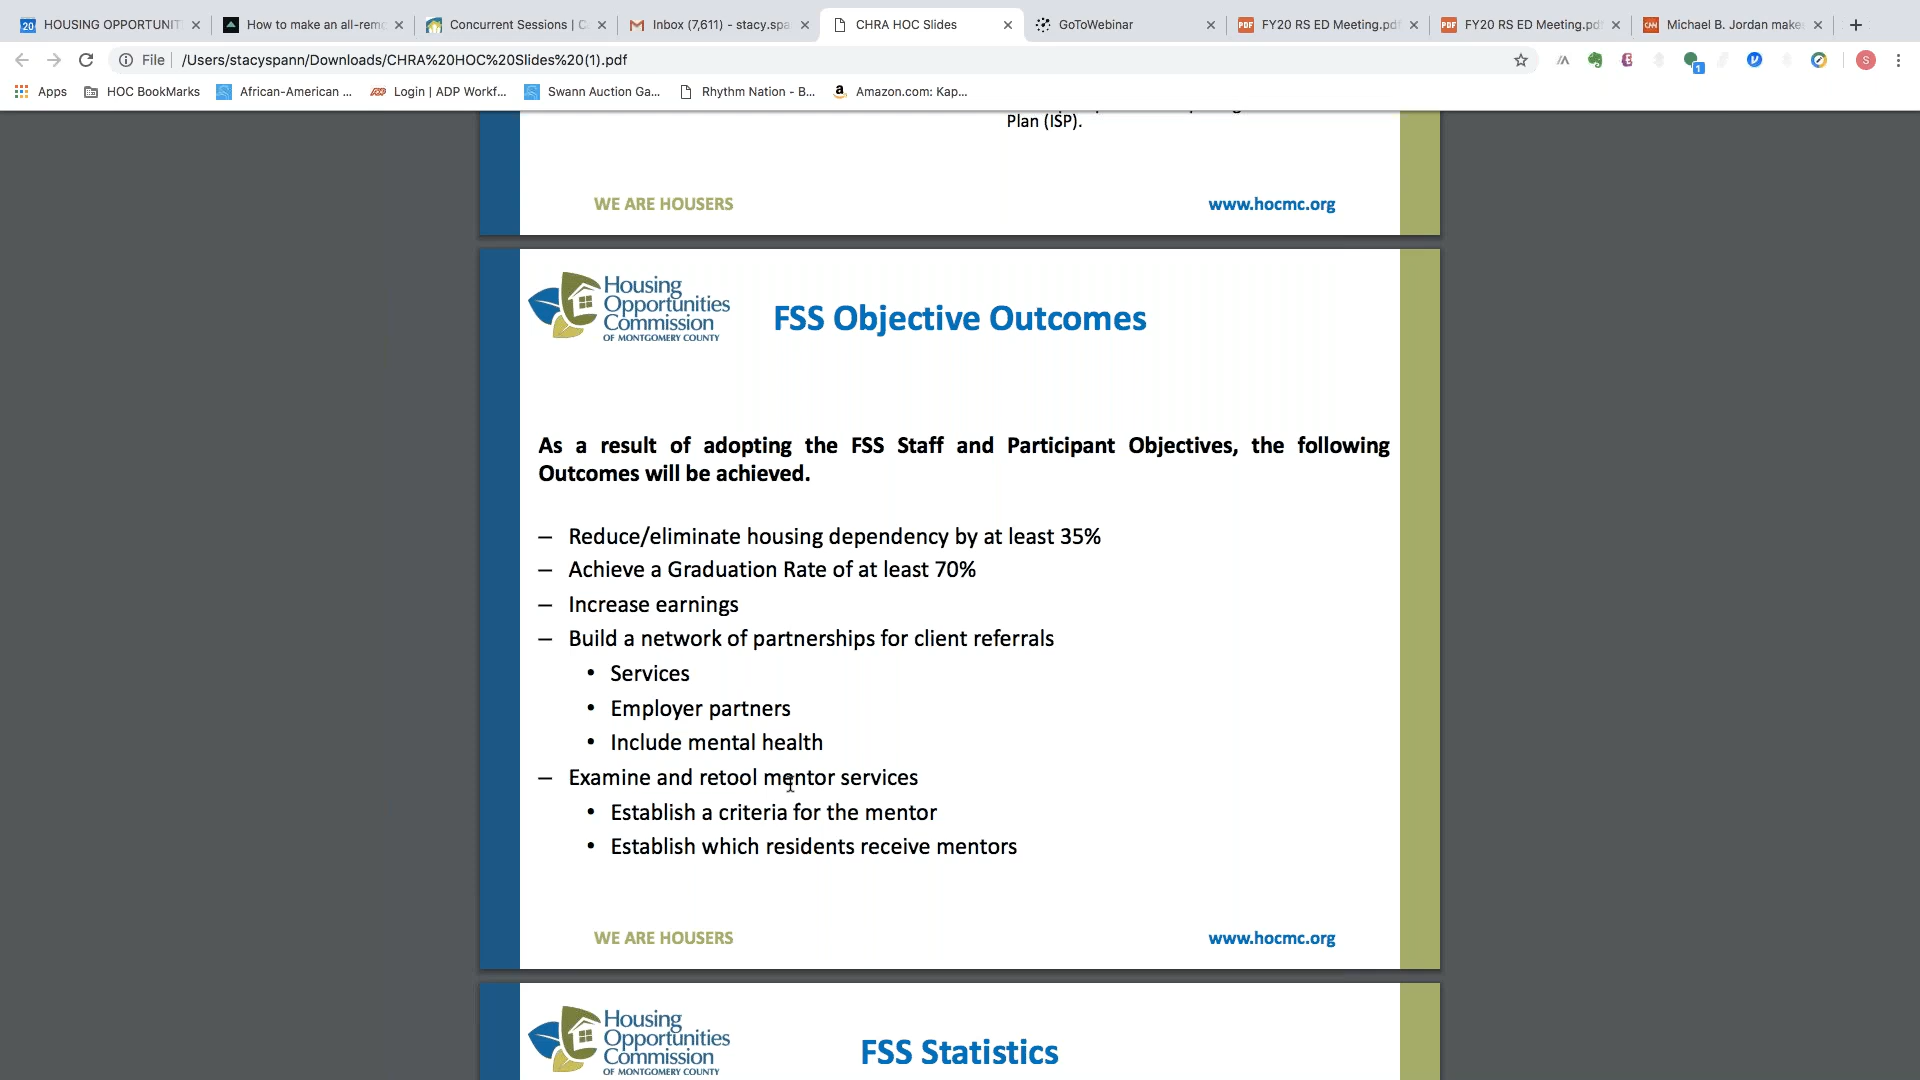 HOUSING OPPORTUNIT
How to make an all-rem
Concurrent Sessions | C
Inbox (7,611) - stacy.spa
CHRA HOC Slides
GoToWebinar
FY20 RS ED Meeting.pdf
FY20 RS ED Meeting.pdf
Michael B. Jordan make
File
/Users/stacyspann/Downloads/CHRA%20HOC%20Slides%20(1).pdf
Apps
HOC BookMarks
African-American ...
Login | ADP Workf...
Swann Auction Ga...
Rhythm Nation - B...
Amazon.com: Kap...
Plan (ISP).
WE ARE HOUSERS
www.hocmc.org
Housing
Opportunities
Commission
OF MONTGOMERY COUNTY
FSS Objective Outcomes
As a result of adopting the FSS Staff and Participant Objectives, the following
Outcomes will be achieved.
– Reduce/eliminate housing dependency by at least 35%
– Achieve a Graduation Rate of at least 70%
– Increase earnings
– Build a network of partnerships for client referrals
• Services
• Employer partners
• Include mental health
– Examine and retool mentor services
• Establish a criteria for the mentor
• Establish which residents receive mentors
WE ARE HOUSERS
www.hocmc.org
Housing
Opportunities
Commission
OF MONTGOMERY COUNTY
FSS Statistics